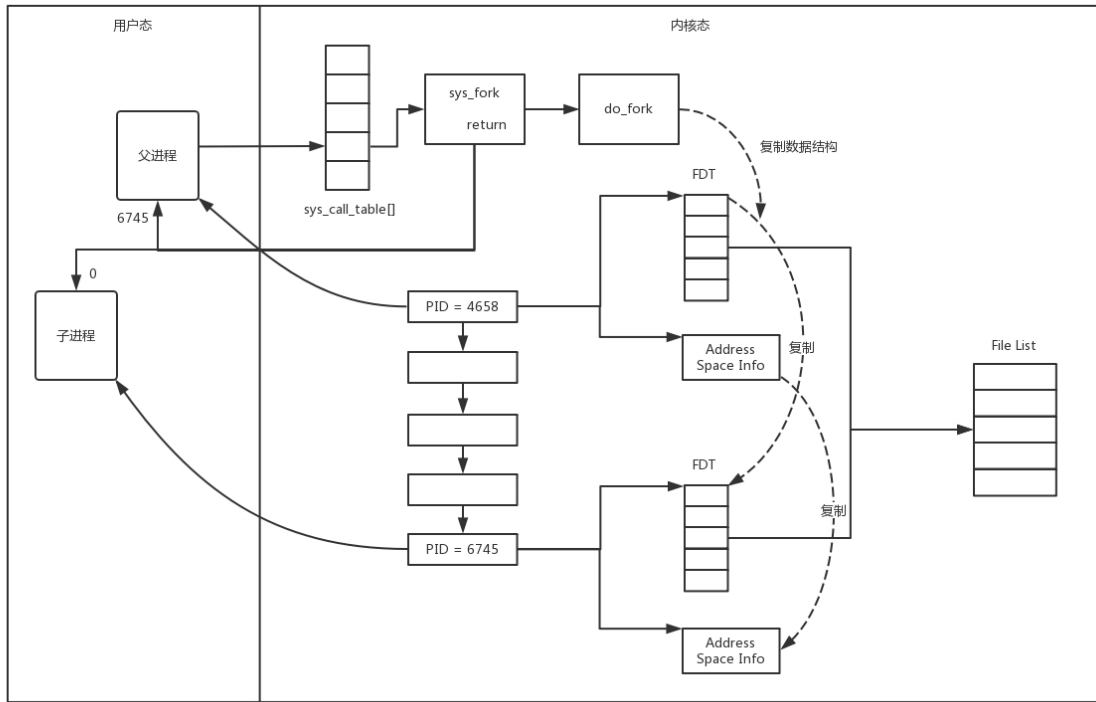 用户态
内核态
sys_fork
return
do_fork
父进程
复制数据结构
FDT
sys_call_table[]
6745
0
PID = 4658
子进程
Address
Space Info
复制
File List
FDT
复制
PID = 6745
Address
Space Info